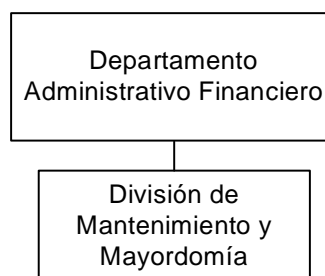 Departamento
Administrativo Financiero
División de
Mantenimiento y
Mayordomía